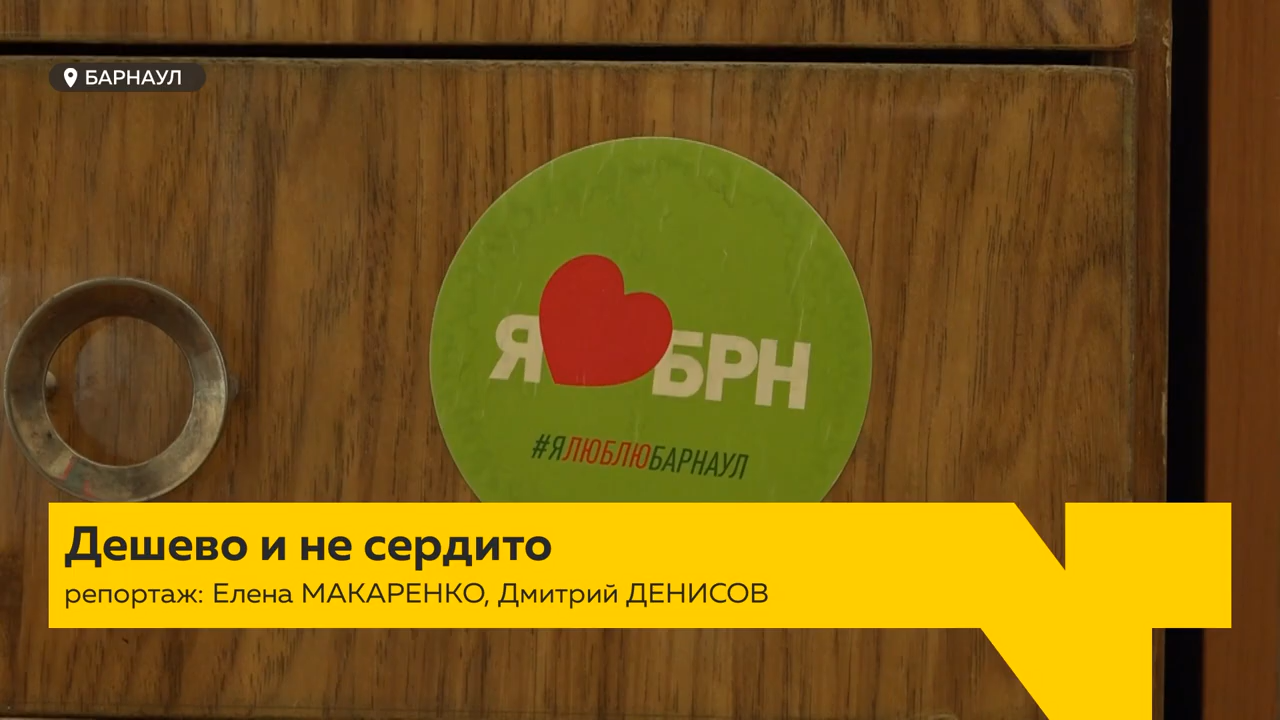 БАРНАУЛ
Я БРН
#ЯЛЮБЛЮБАРНАУЛ
Дешево и не сердито
репортаж: Елена МАКАРЕНКО, Дмитрий ДЕНИСОВ